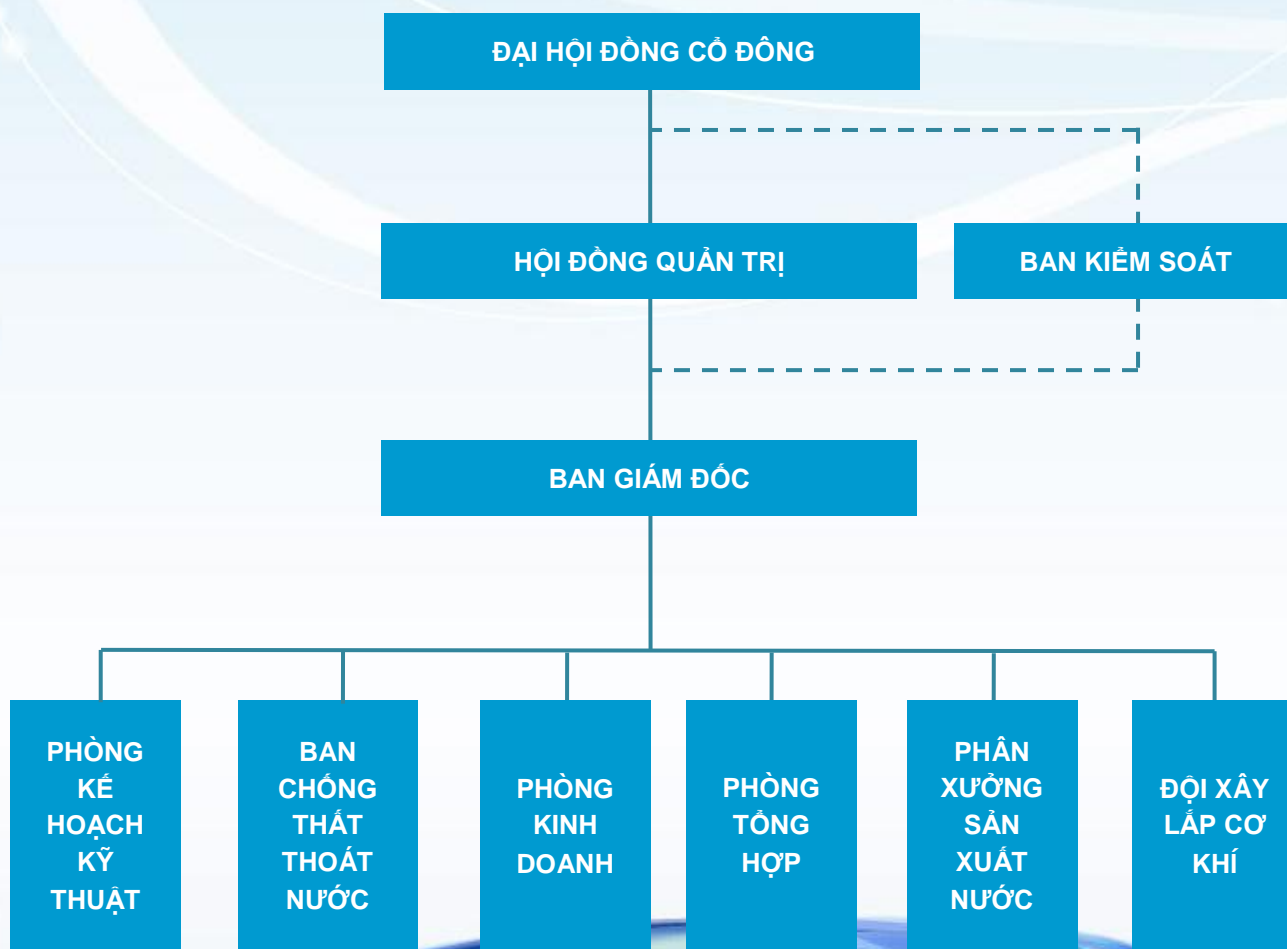 ĐẠI HỘI ĐỒNG CỔ ĐÔNG
HỘI ĐỒNG QUẢN TRỊ
BAN KIỂM SOÁT
BAN GIÁM ĐỐC
PHÒNG
KẾ
HOẠCH
KỸ
THUẬT
BAN
CHỐNG
THẤT
THOÁT
NƯỚC
PHÒNG
KINH
DOANH
PHÒNG
TỔNG
HỢP
PHÂN
XƯỞNG
SẢN
XUẤT
NƯỚC
ĐỘI XÂY
LẮP CƠ
KHÍ